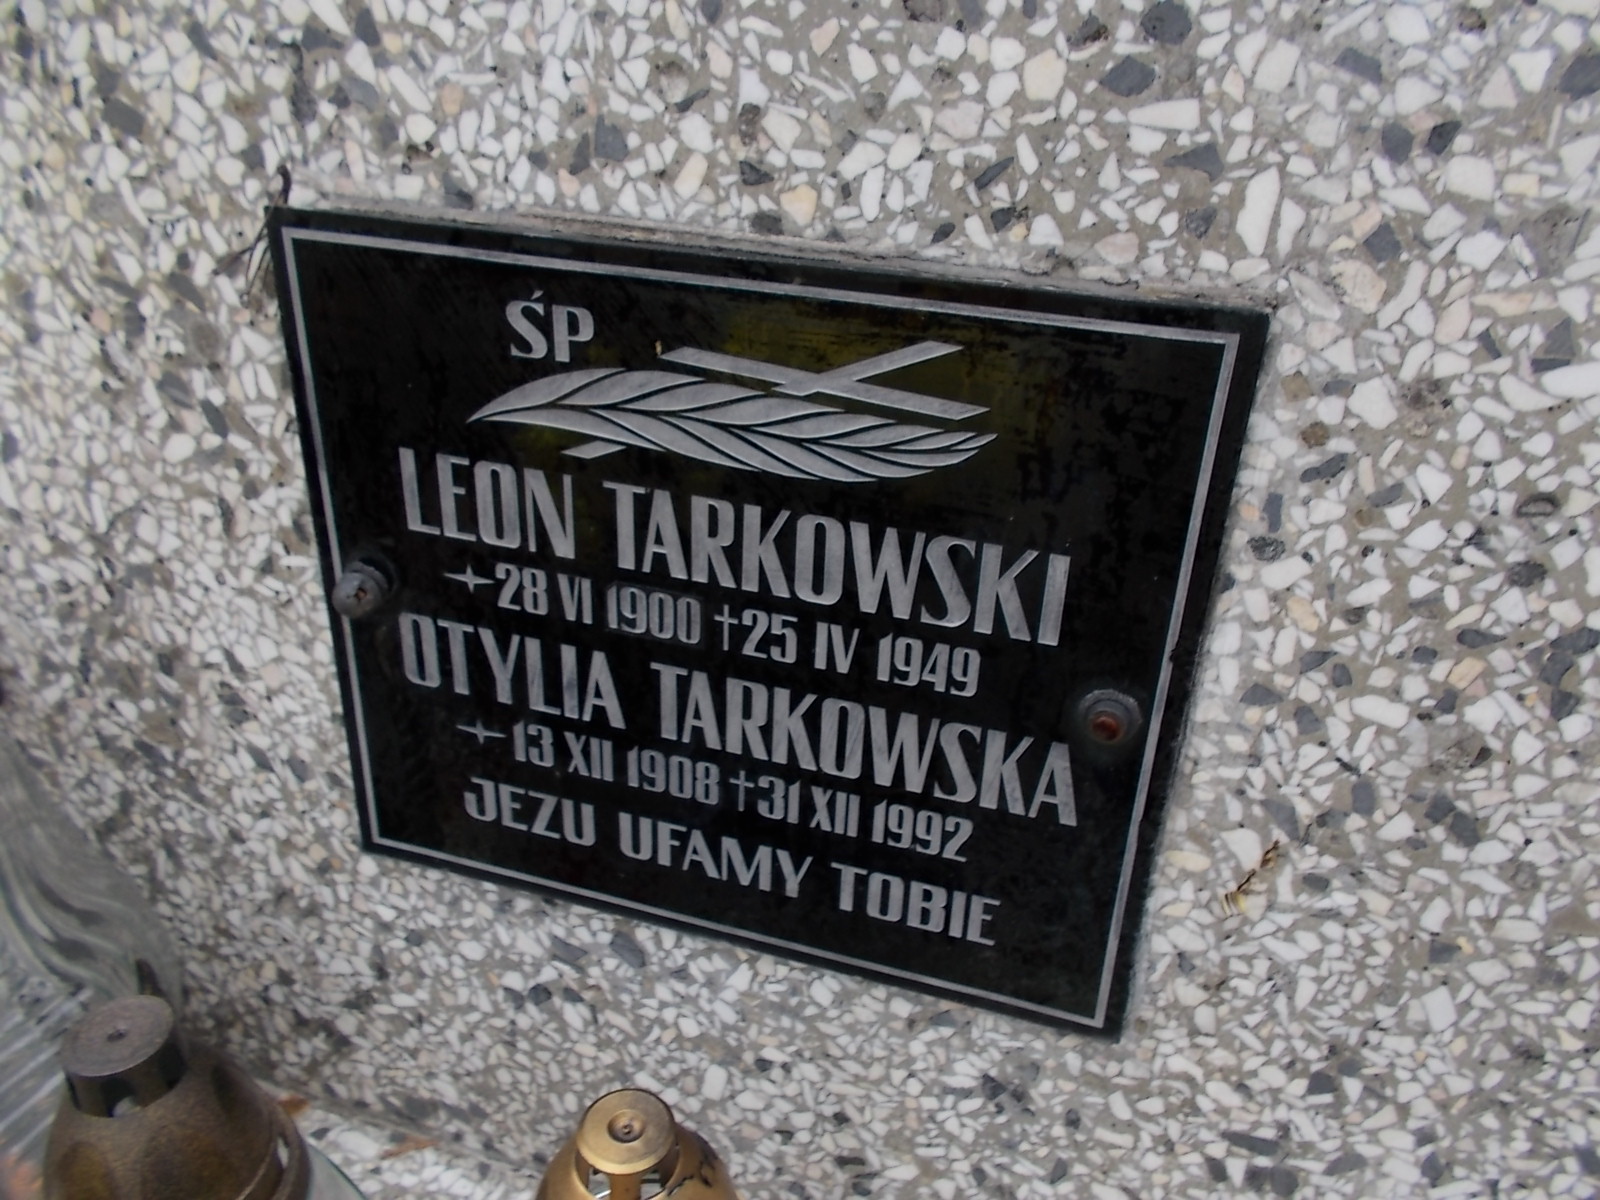 ŚP
LEON TARKOWSKI
28 VI 1900 †25 IV 1949
OTYLIA TARKOWSKA
13 XII 1908 †31 XII 1992
JEZU UFAMY TOBIE